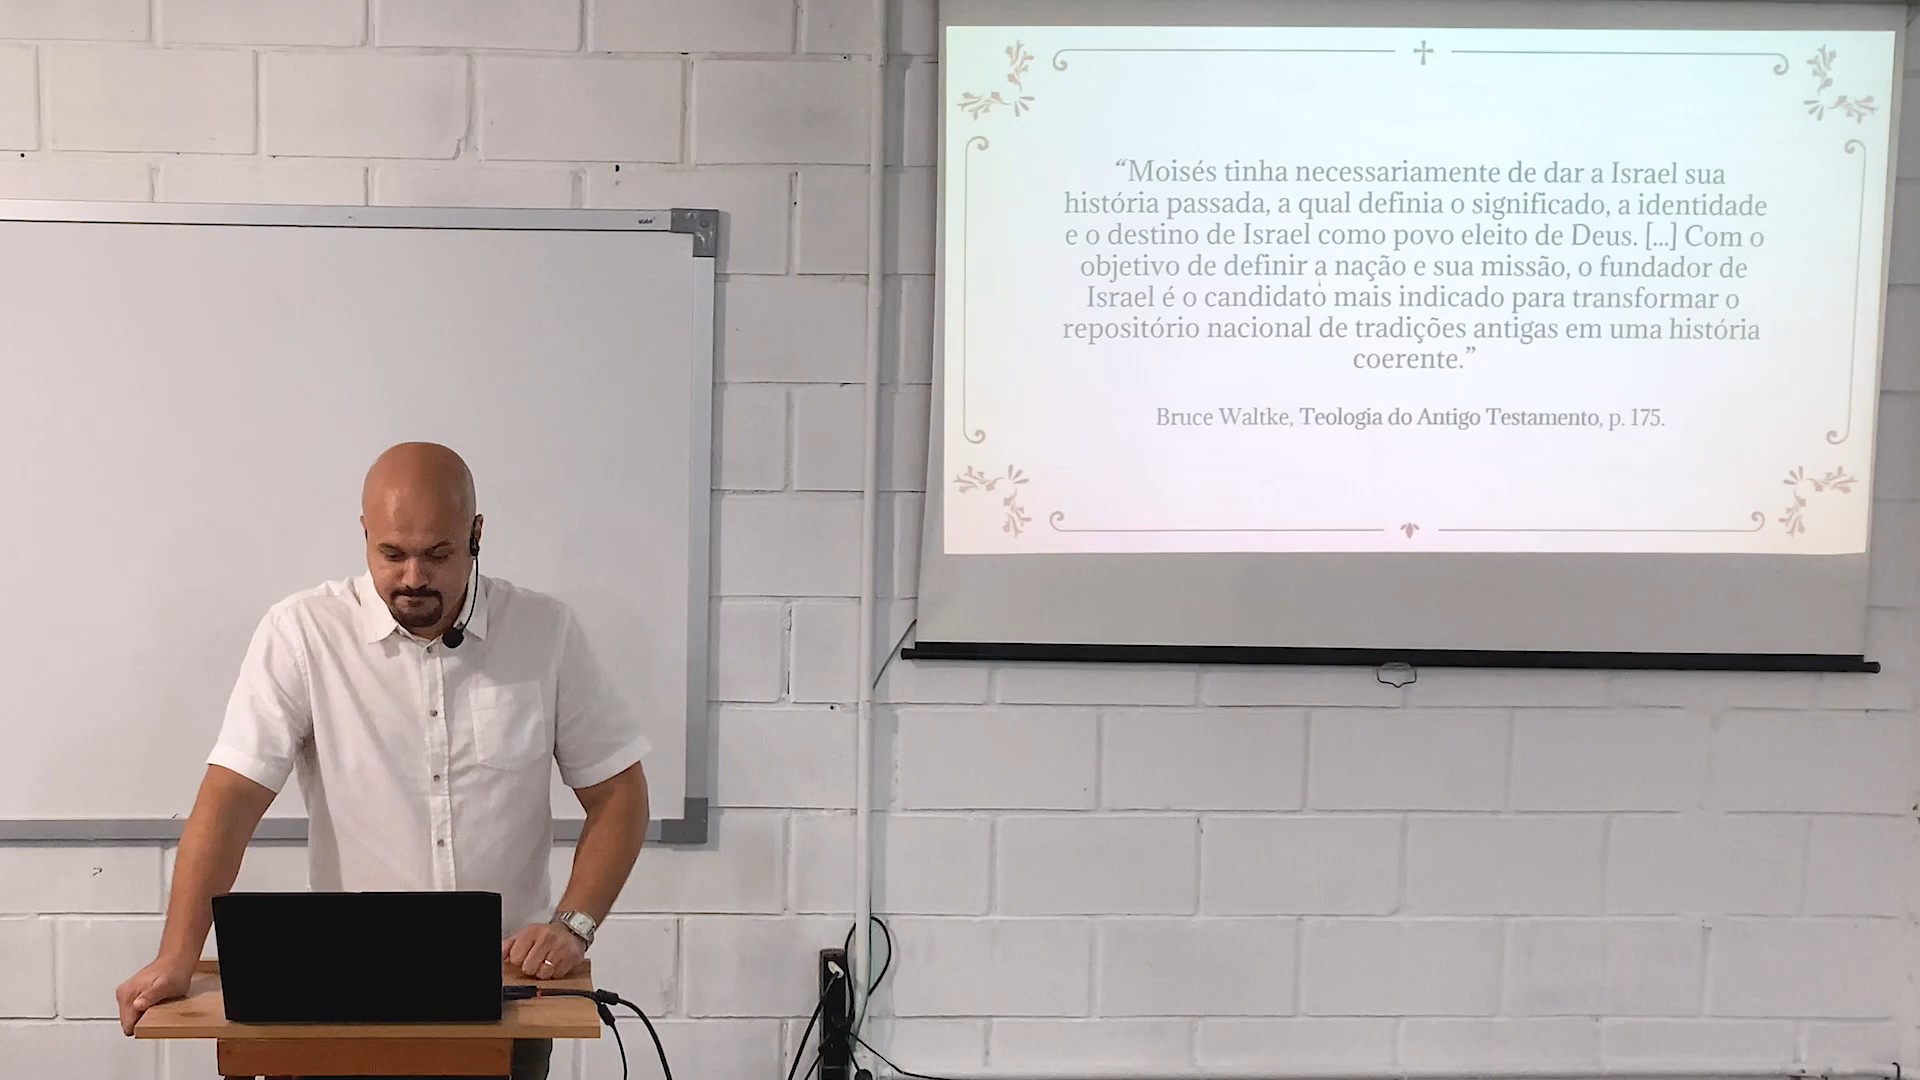 “Moisés tinha necessariamente de dar a Israel sua
história passada, a qual definia o significado, a identidade
e o destino de Israel como povo eleito de Deus. [...] Com o
objetivo de definir a nação e sua missão, o fundador de
Israel é o candidato mais indicado para transformar o
repositório nacional de tradições antigas em uma história
coerente.”
Bruce Waltke, Teologia do Antigo Testamento, p. 175.